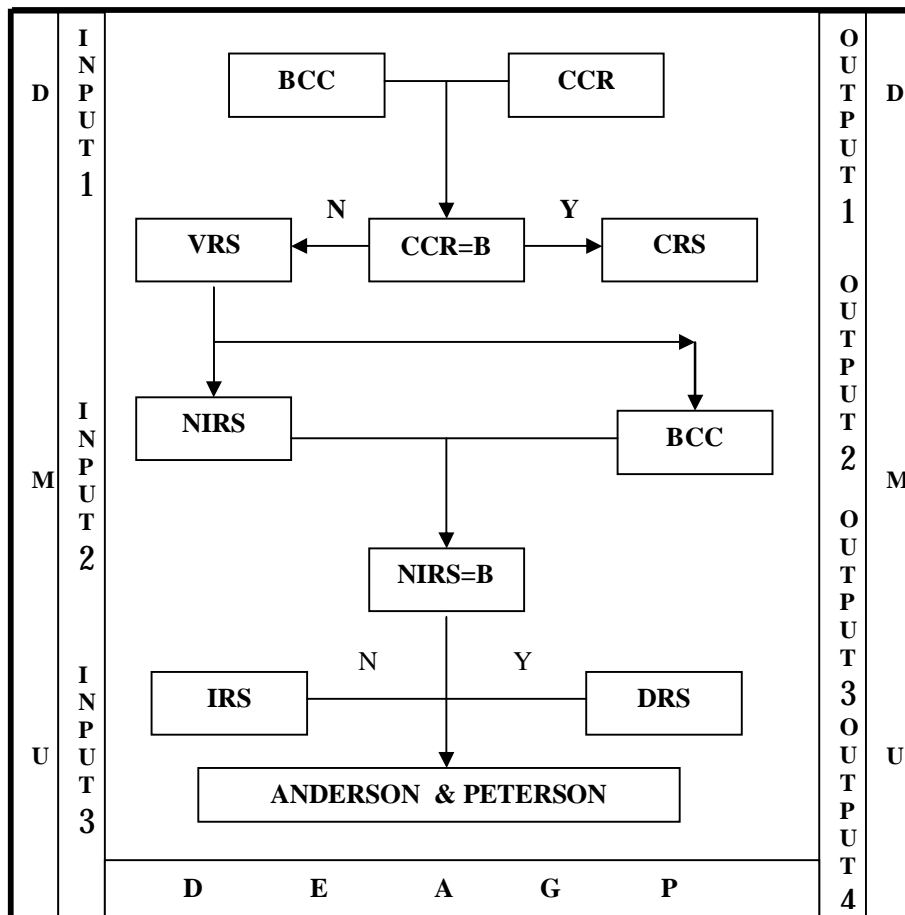 D
M
U
INPUT 1
INPUT 2
INPUT 3
BCC
CCR
N
Y
VRS
CCR=B
CRS
NIRS
BCC
NIRS=B
N
Y
IRS
DRS
ANDERSON & PETERSON
D E A G P
OUTPUT 1
OUTPUT 2
OUTPUT 3
OUTPUT 4
D
M
U